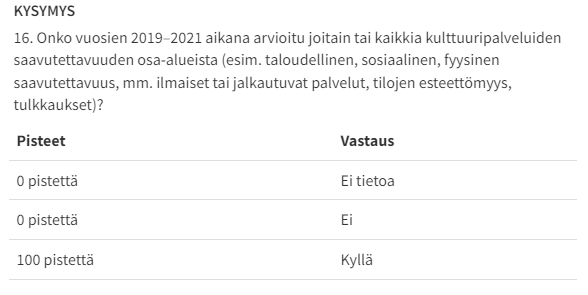 KYSYMYS
16. Onko vuosien 2019–2021 aikana arvioitu joitain tai kaikkia kulttuuripalveluiden
saavutettavuuden osa-alueista (esim. taloudellinen, sosiaalinen, fyysinen
saavutettavuus, mm. ilmaiset tai jalkautuvat palvelut, tilojen esteettömyys,
tulkkaukset)?
Pisteet Vastaus
0 pistettä Ei tietoa
0 pistettä Ei
100 pistettä Kyllä